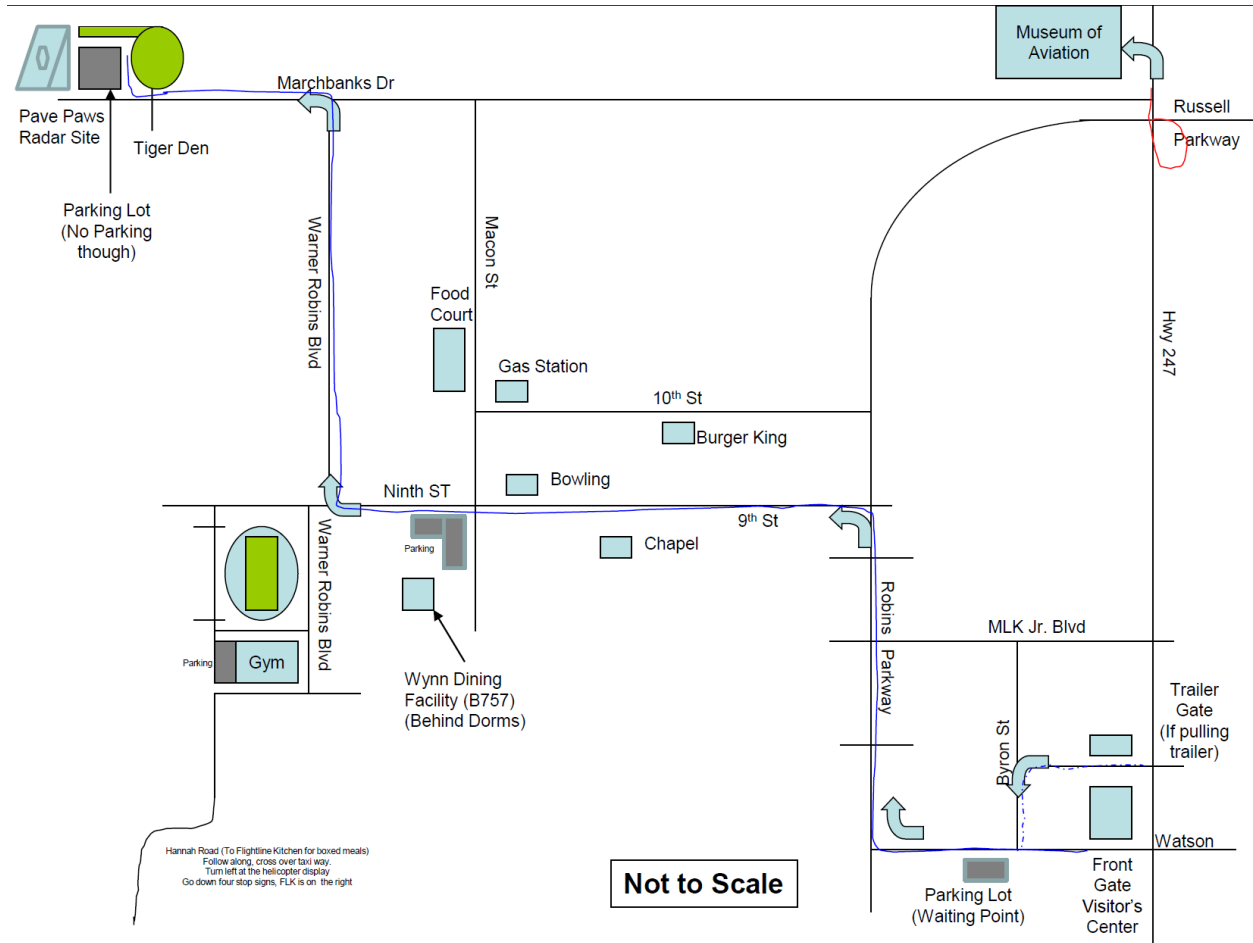 Museum of
Aviation
Marchbanks Dr
Russell
Parkway
Pave Paws
Radar Site
Tiger Den
Parking Lot
(No Parking
though)
Warner Robins Blvd
Macon St
Food
Court
Gas Station
Hwy 247
10th St
Burger King
Bowling
Ninth ST
9th St
Parking
Chapel
Warner Robins Blvd
Robins
Parkway
MLK Jr. Blvd
Parking
Gym
Wynn Dining
Facility (B757)
(Behind Dorms)
Byron St
Trailer
Gate
(If pulling
trailer)
Watson
Hannah Road (To Flightline Kitchen for boxed meals)
Follow along, cross over taxi way.
Turn left at the helicopter display
Go down four stop signs, FLK is on the right
Not to Scale
Parking Lot
(Waiting Point)
Front
Gate
Visitor's
Center